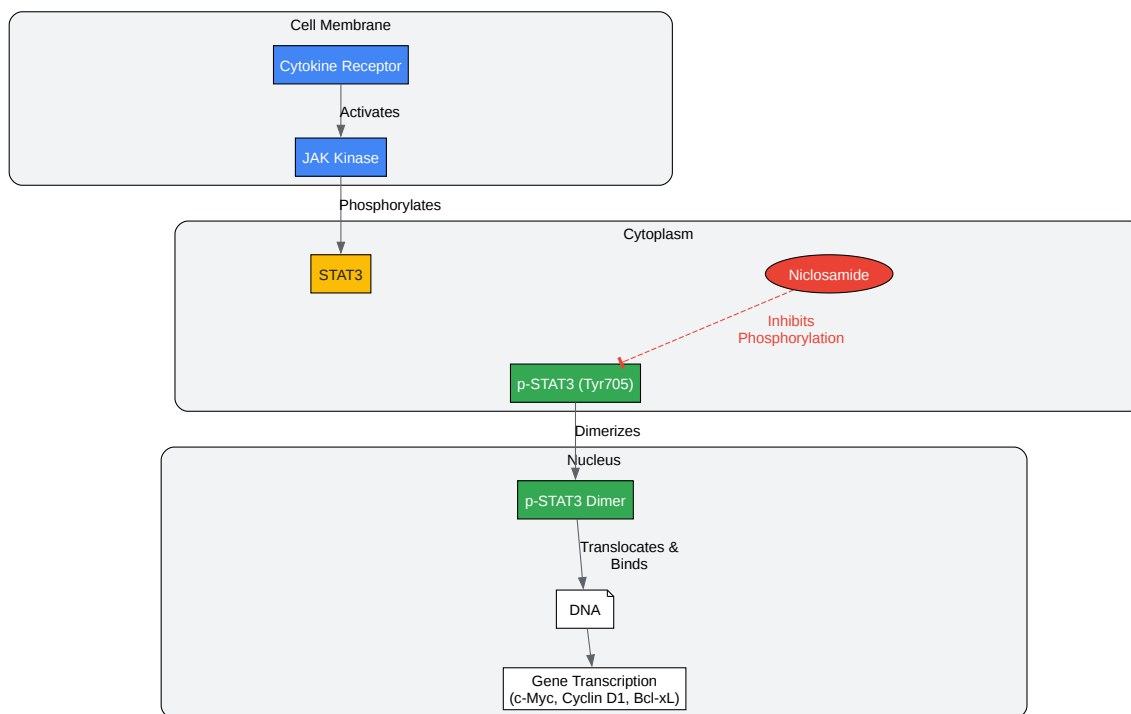 Cell Membrane
Cytokine Receptor
Activates
JAK Kinase
Phosphorylates
Cytoplasm
STAT3
Niclosamide
Inhibits
Phosphorylation
p-STAT3 (Tyr705)
Dimerizes
Nucleus
p-STAT3 Dimer
Translocates &
Binds
DNA
Gene Transcription
(c-Myc, Cyclin D1, Bcl-xL)